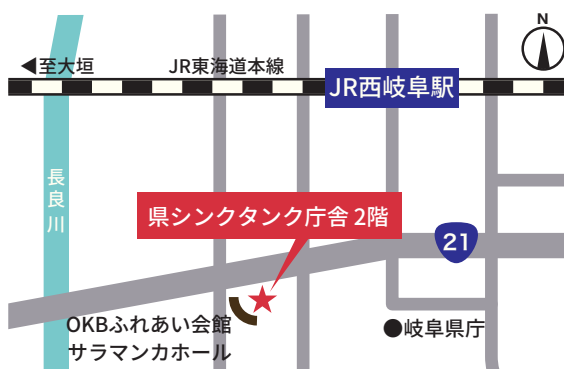 N
◀至大垣
JR東海道本線
JR西岐阜駅
長良川
県シンクタンク庁舎 2階
21
OKBふれあい会館
サラマンカホール
●岐阜県庁